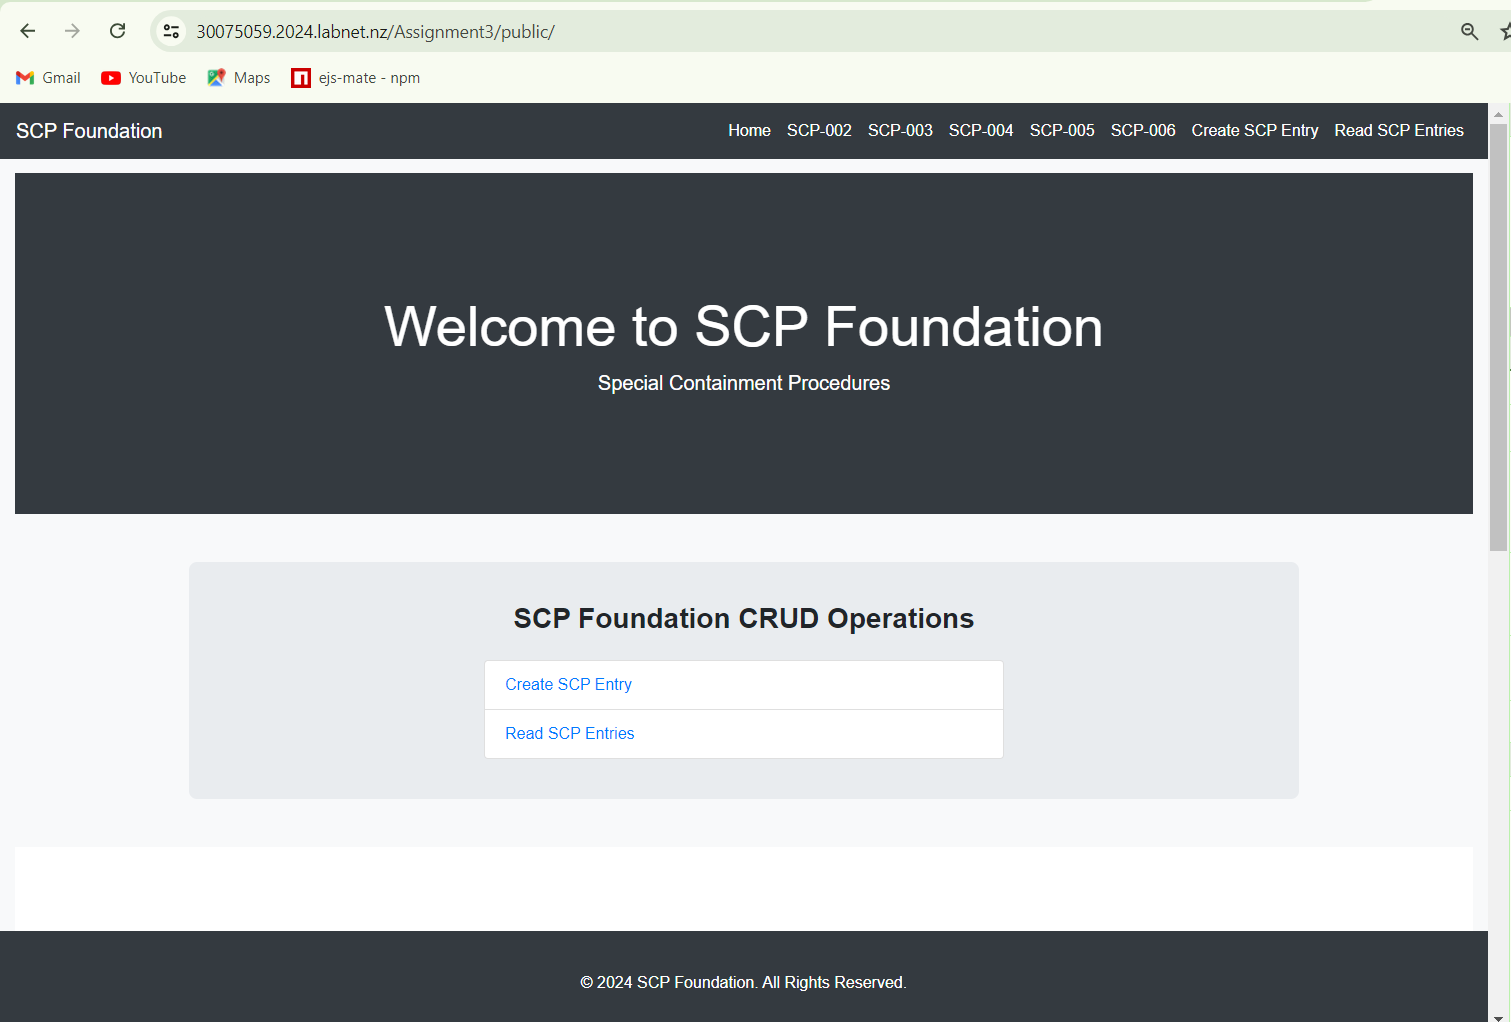 30075059.2024.labnet.nz/Assignment3/public/
Gmail YouTube Maps ejs-mate - npm
SCP Foundation Home SCP-002 SCP-003 SCP-004 SCP-005 SCP-006 Create SCP Entry Read SCP Entries
Welcome to SCP Foundation
Special Containment Procedures
SCP Foundation CRUD Operations
Create SCP Entry
Read SCP Entries
© 2024 SCP Foundation. All Rights Reserved.